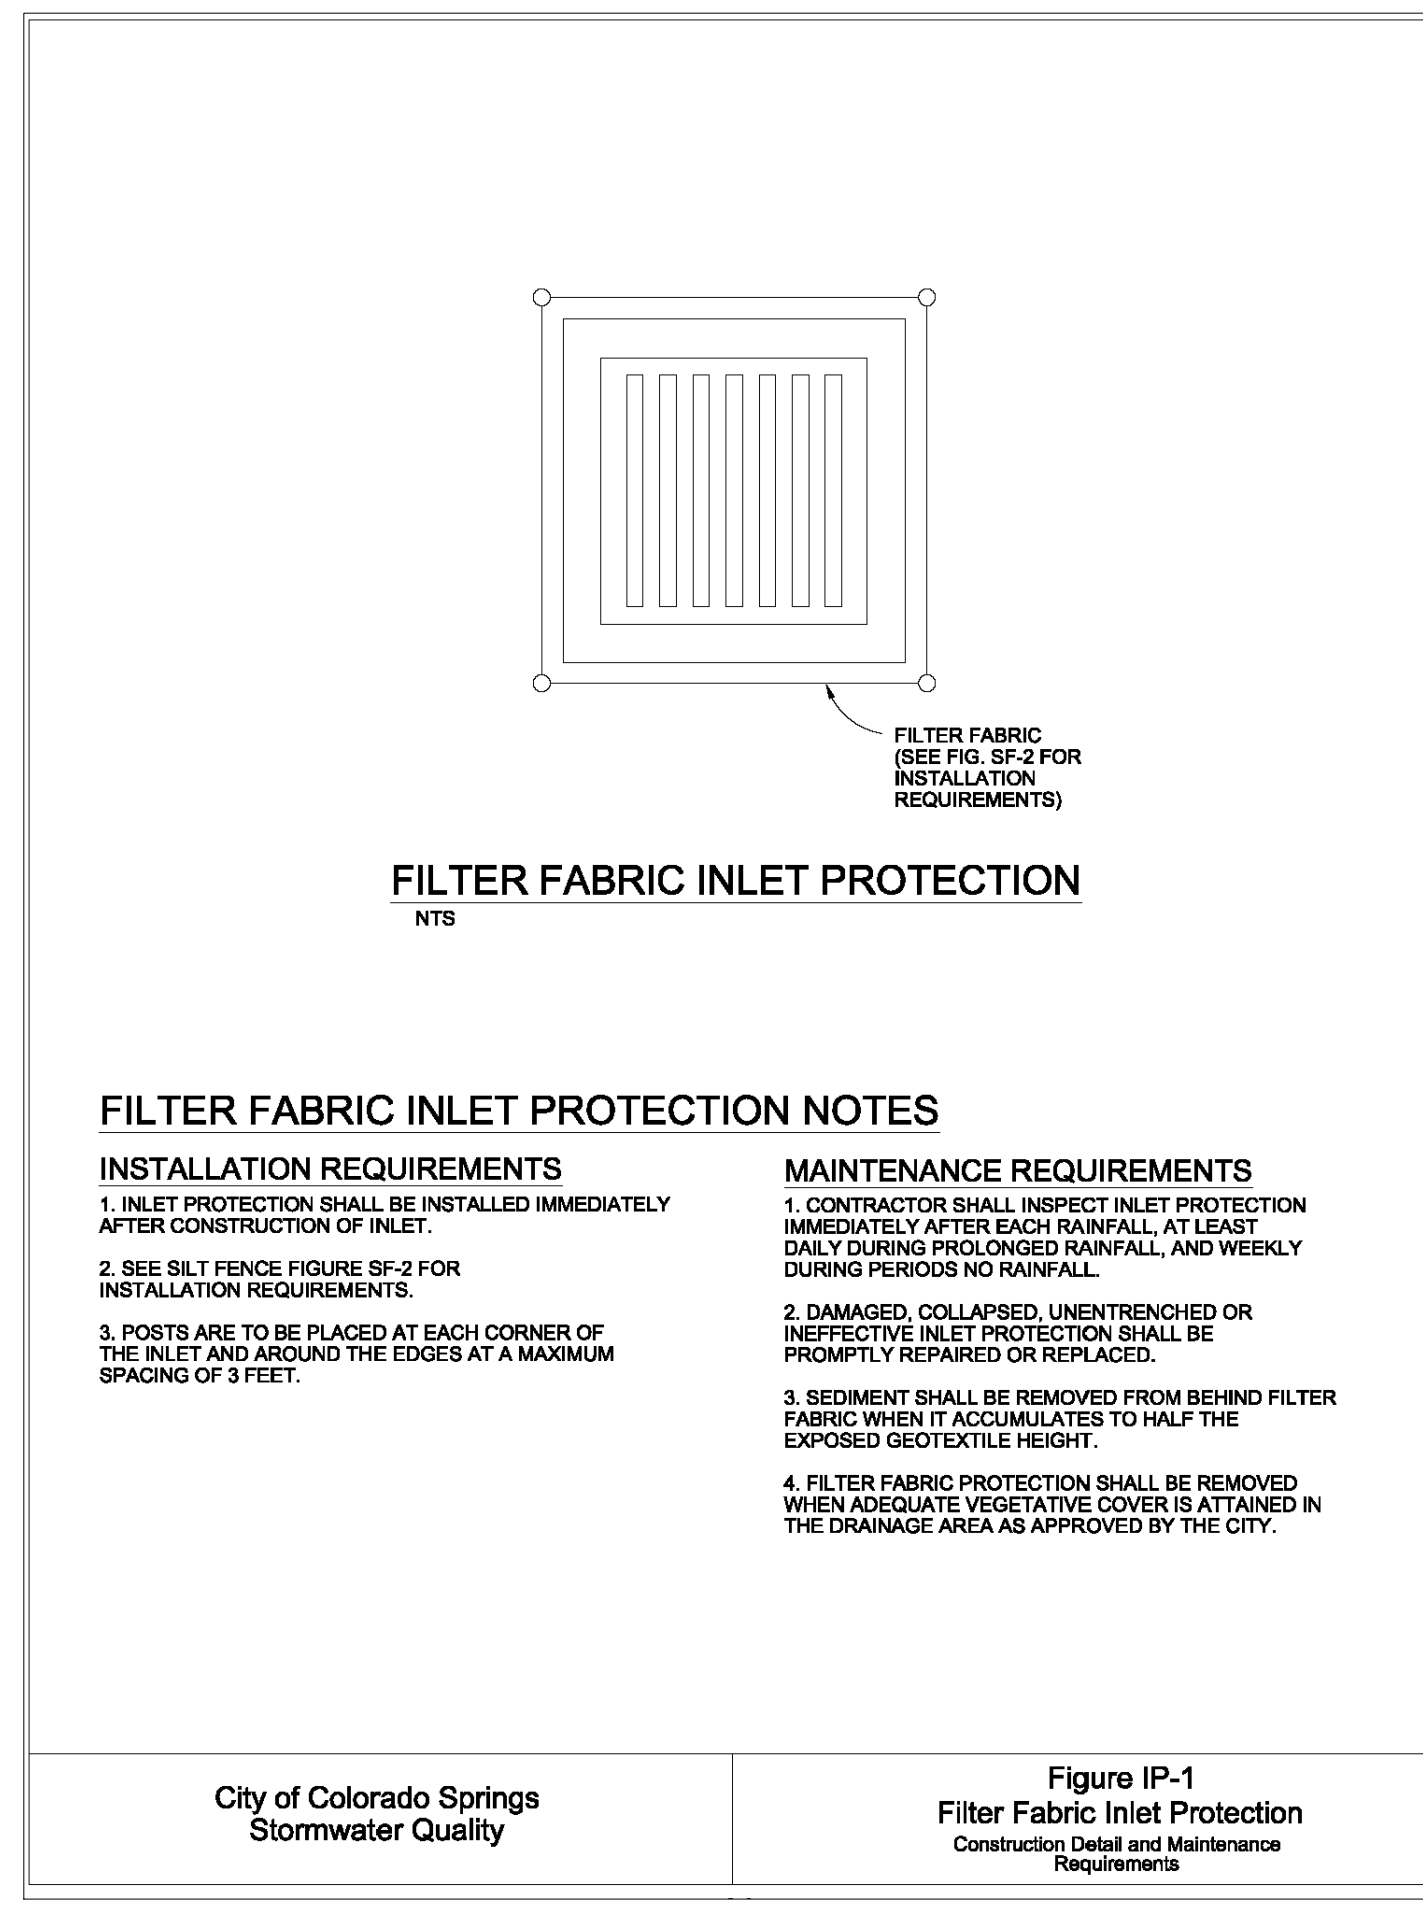 FILTER FABRIC
(SEE FIG. SF-2 FOR
INSTALLATION
REQUIREMENTS)
FILTER FABRIC INLET PROTECTION
NTS
FILTER FABRIC INLET PROTECTION NOTES
INSTALLATION REQUIREMENTS
1. INLET PROTECTION SHALL BE INSTALLED IMMEDIATELY
AFTER CONSTRUCTION OF INLET.
2. SEE SILT FENCE FIGURE SF-2 FOR
INSTALLATION REQUIREMENTS.
3. POSTS ARE TO BE PLACED AT EACH CORNER OF
THE INLET AND AROUND THE EDGES AT A MAXIMUM
SPACING OF 3 FEET.
MAINTENANCE REQUIREMENTS
1. CONTRACTOR SHALL INSPECT INLET PROTECTION
IMMEDIATELY AFTER EACH RAINFALL, AT LEAST
DAILY DURING PROLONGED RAINFALL, AND WEEKLY
DURING PERIODS NO RAINFALL.
2. DAMAGED, COLLAPSED, UNENTRENCHED OR
INEFFECTIVE INLET PROTECTION SHALL BE
PROMPTLY REPAIRED OR REPLACED.
3. SEDIMENT SHALL BE REMOVED FROM BEHIND FILTER
FABRIC WHEN IT ACCUMULATES TO HALF THE
EXPOSED GEOTEXTILE HEIGHT.
4. FILTER FABRIC PROTECTION SHALL BE REMOVED
WHEN ADEQUATE VEGETATIVE COVER IS ATTAINED IN
THE DRAINAGE AREA AS APPROVED BY THE CITY.
City of Colorado Springs
Stormwater Quality
Figure IP-1
Filter Fabric Inlet Protection
Construction Detail and Maintenance
Requirements